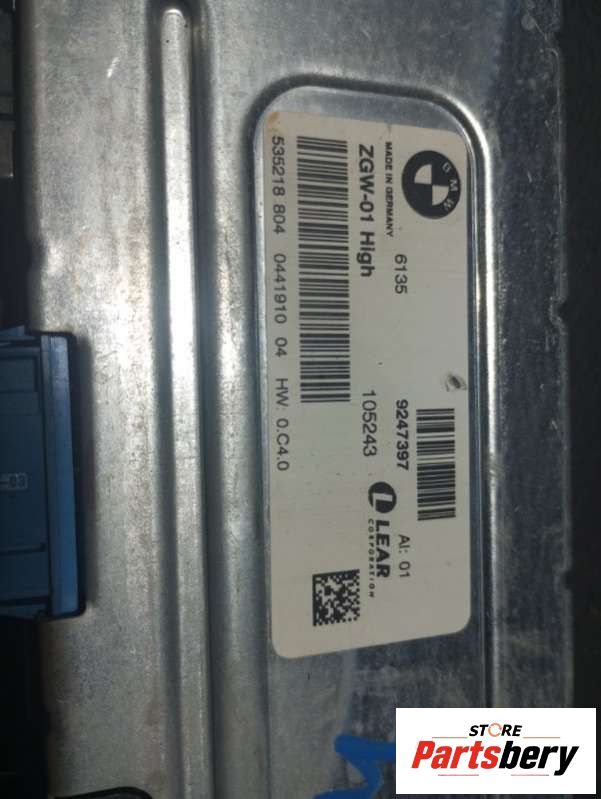 BMW
6135
9247397
AI: 01
MADE IN GERMANY
ZGW-01 High
105243
LEAR
CORPORATION
535218 804 0441910 04 HW: 0.C4.0
-03
STORE
Partsbery